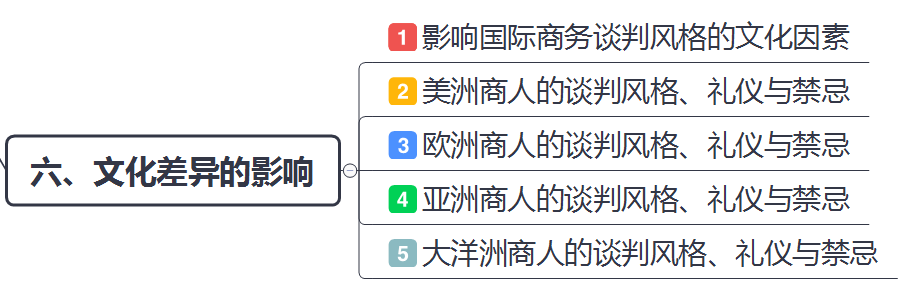 六、文化差异的影响
1 影响国际商务谈判风格的文化因素
2 美洲商人的谈判风格、礼仪与禁忌
3 欧洲商人的谈判风格、礼仪与禁忌
4 亚洲商人的谈判风格、礼仪与禁忌
5 大洋洲商人的谈判风格、礼仪与禁忌